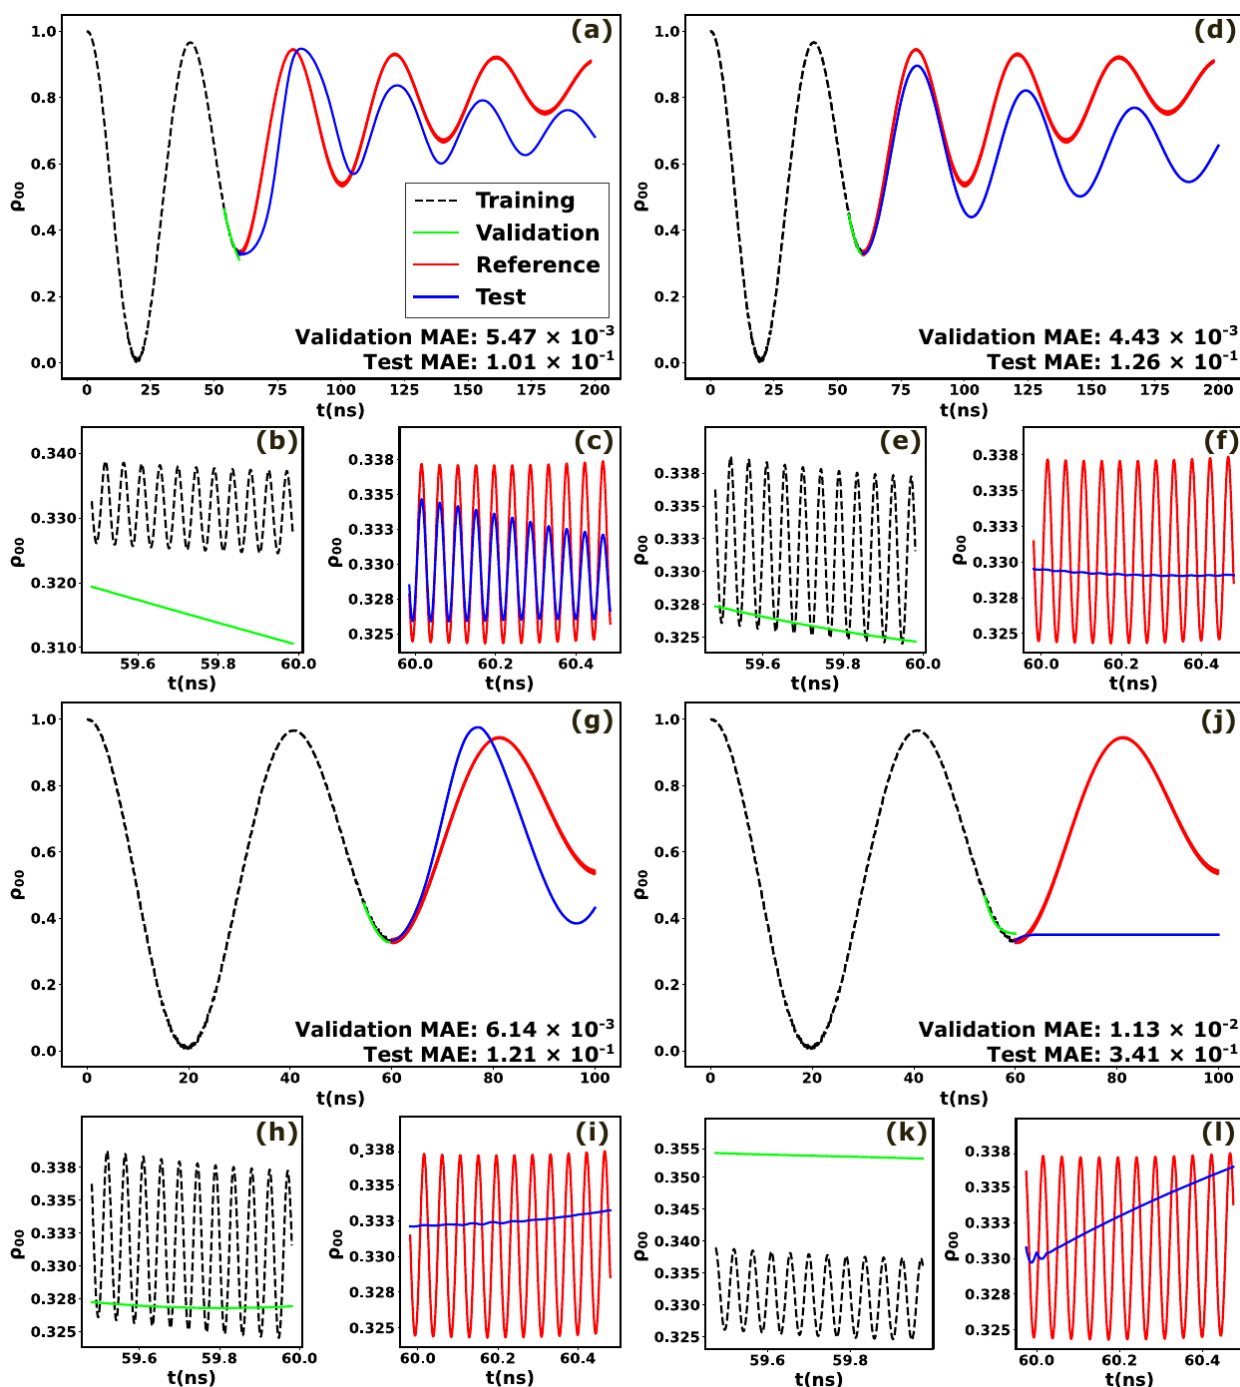 (a)
1.0
0.8
0.6
0.4
0.2
0.0
ρ00
Training
Validation
Reference
Test
Validation MAE: 5.47 × 10-3
Test MAE: 1.01 × 10-1
0 25 50 75 100 125 150 175 200
t(ns)
(d)
1.0
0.8
0.6
0.4
0.2
0.0
ρ00
Validation MAE: 4.43 × 10-3
Test MAE: 1.26 × 10-1
0 25 50 75 100 125 150 175 200
t(ns)
(b)
0.340
0.330
0.320
0.310
ρ00
59.6 59.8 60.0
t(ns)
(c)
0.338
0.335
0.333
0.330
0.328
0.325
ρ00
60.0 60.2 60.4
t(ns)
(e)
0.338
0.335
0.333
0.330
0.328
0.325
ρ00
59.6 59.8 60.0
t(ns)
(f)
0.338
0.335
0.333
0.330
0.328
0.325
ρ00
60.0 60.2 60.4
t(ns)
(g)
1.0
0.8
0.6
0.4
0.2
0.0
ρ00
Validation MAE: 6.14 × 10-3
Test MAE: 1.21 × 10-1
0 20 40 60 80 100
t(ns)
(j)
1.0
0.8
0.6
0.4
0.2
0.0
ρ00
Validation MAE: 1.13 × 10-2
Test MAE: 3.41 × 10-1
0 20 40 60 80 100
t(ns)
(h)
0.338
0.335
0.333
0.330
0.328
0.325
ρ00
59.6 59.8 60.0
t(ns)
(i)
0.338
0.335
0.333
0.330
0.328
0.325
ρ00
60.0 60.2 60.4
t(ns)
(k)
0.355
0.350
0.345
0.340
0.335
0.330
0.325
ρ00
59.6 59.8
t(ns)
(l)
0.338
0.335
0.333
0.330
0.328
0.325
ρ00
60.0 60.2 60.4
t(ns)